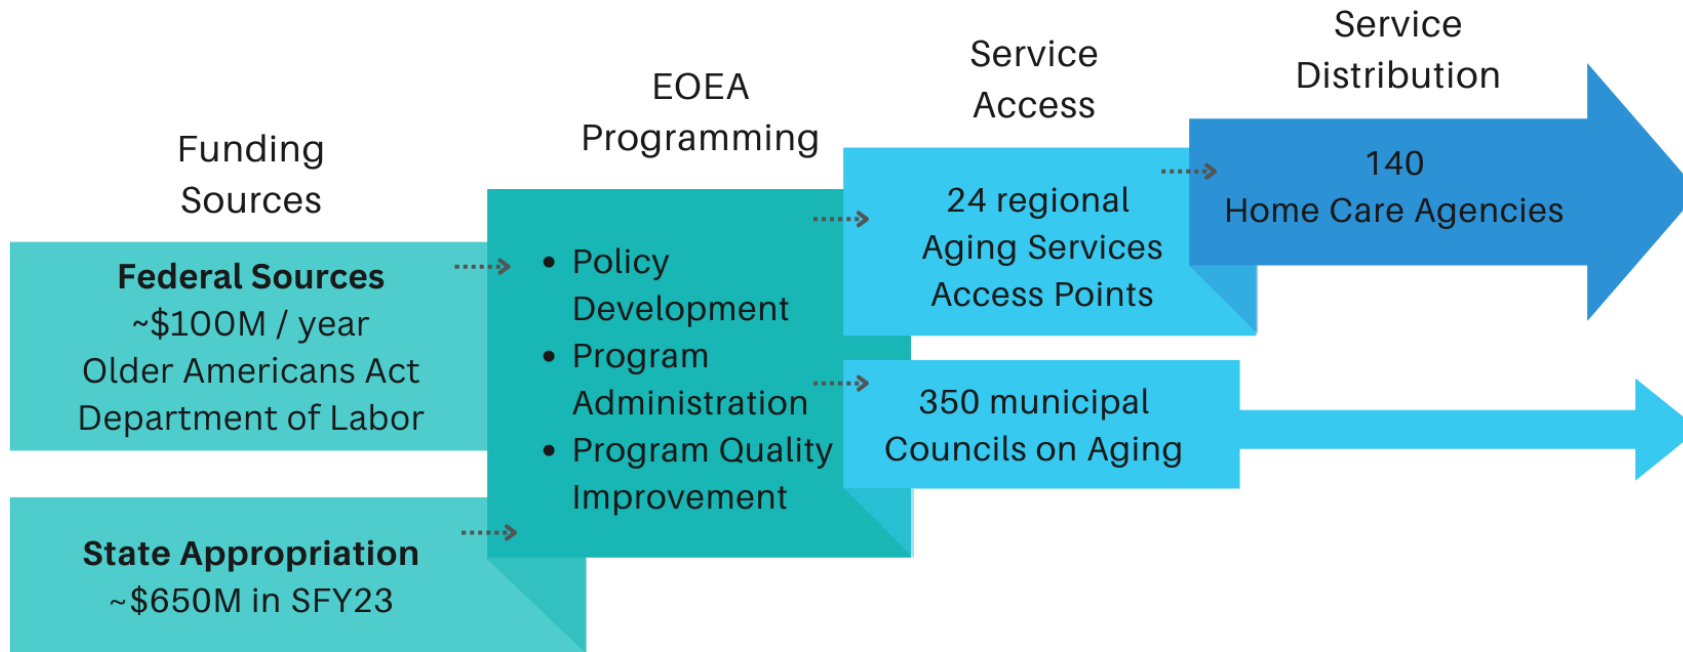 Funding
Sources
Federal Sources
~$100M / year
Older Americans Act
Department of Labor
State Appropriation
~$650M in SFY23
EOEA
Programming
• Policy
Development
• Program
Administration
• Program Quality
Improvement
Service
Access
24 regional
Aging Services
Access Points
350 municipal
Councils on Aging
Service
Distribution
140
Home Care Agencies